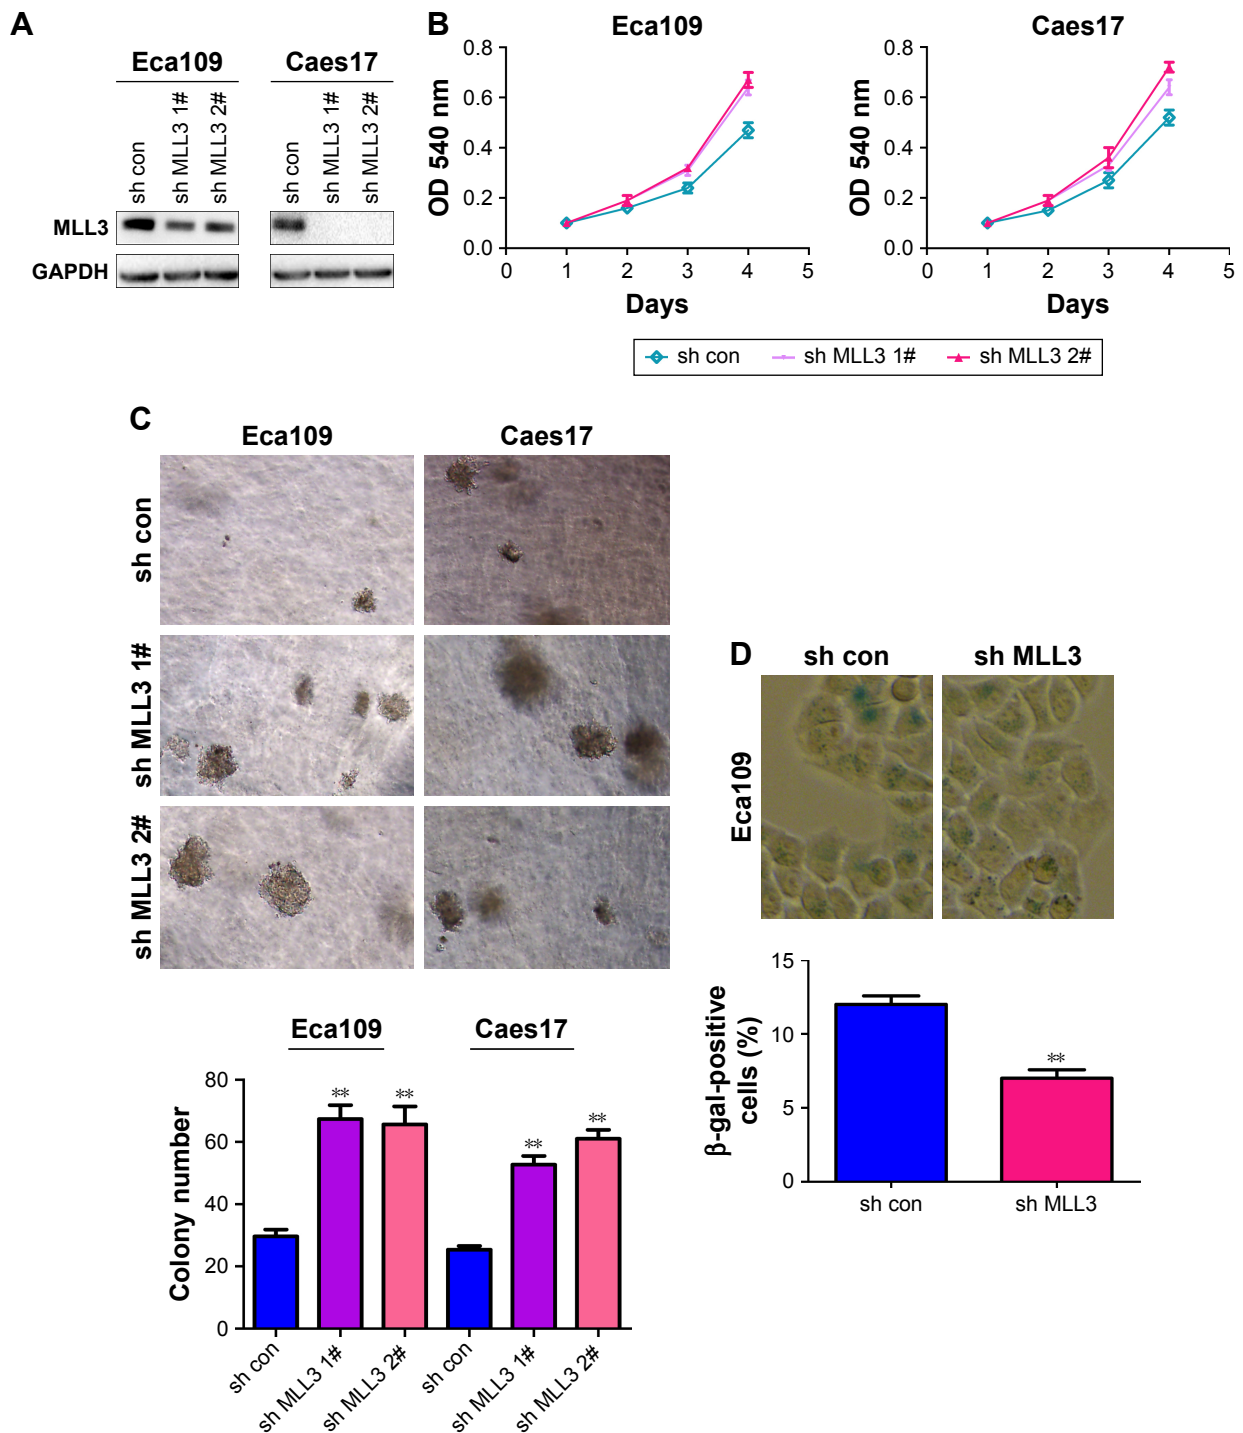 A
Eca109
Caes17
sh con
sh MLL3 1#
sh MLL3 2#
sh con
sh MLL3 1#
sh MLL3 2#
MLL3
GAPDH
B
Eca109
Caes17
OD 540 nm
0.8
0.6
0.4
0.2
0.0
0 1 2 3 4 5
Days
OD 540 nm
0.8
0.6
0.4
0.2
0.0
0 1 2 3 4 5
Days
sh con sh MLL3 1# sh MLL3 2#
C
Eca109
Caes17
sh con
sh MLL3 1#
sh MLL3 2#
Eca109
Caes17
Colony number
80
60
40
20
0
**
**
**
**
sh con
sh MLL3 1#
sh MLL3 2#
sh con
sh MLL3 1#
sh MLL3 2#
D
sh con
sh MLL3
Eca109
β-gal-positive
cells (%)
15
10
5
0
**
sh con
sh MLL3